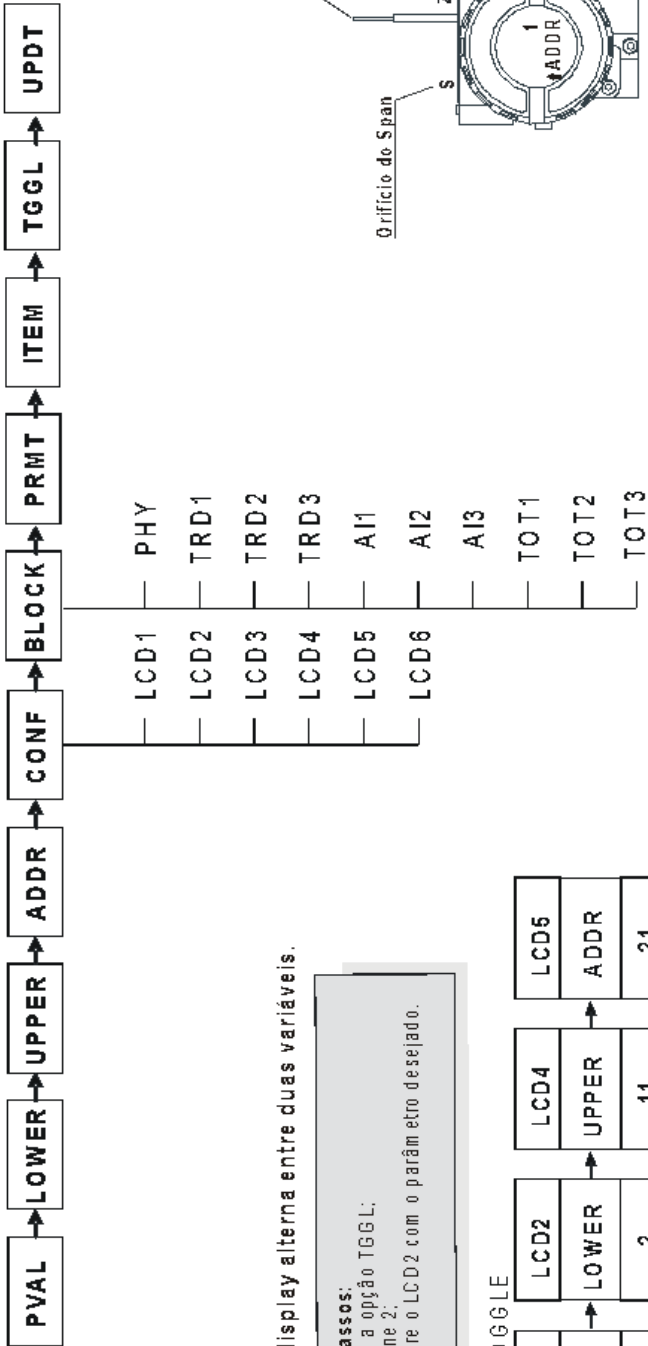 PVAL LOWER UPPER ADDR CONF BLOCK PRMT ITEM TGGL UPDT
LCD1
LCD2
LCD3
LCD4
LCD5
LCD6
PHY
TRD1
TRD2
TRD3
AI1
AI2
AI3
TOT1
TOT2
TOT3
Orifício do Span
S
1
ADDR
display alterna entre duas variáveis.
assos:
a opção TGGL;
ne 2;
re o LCD2 com o parâmetro desejado.
GGLE
LCD2 LCD4 LCD5
LOWER UPPER ADDR